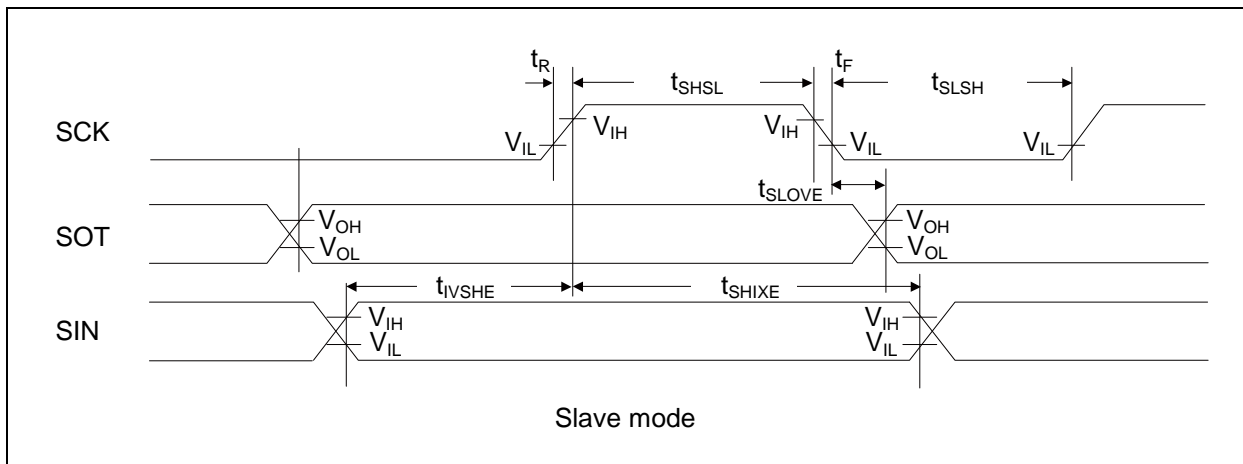 tR tSHSL tF tSLSH
SCK VIL VIH VIH VIL VIL
tSLOVE
SOT VOH VOL VOH VOL
tIVSHE tSHIXE
SIN VIH VIL VIH VIL
Slave mode